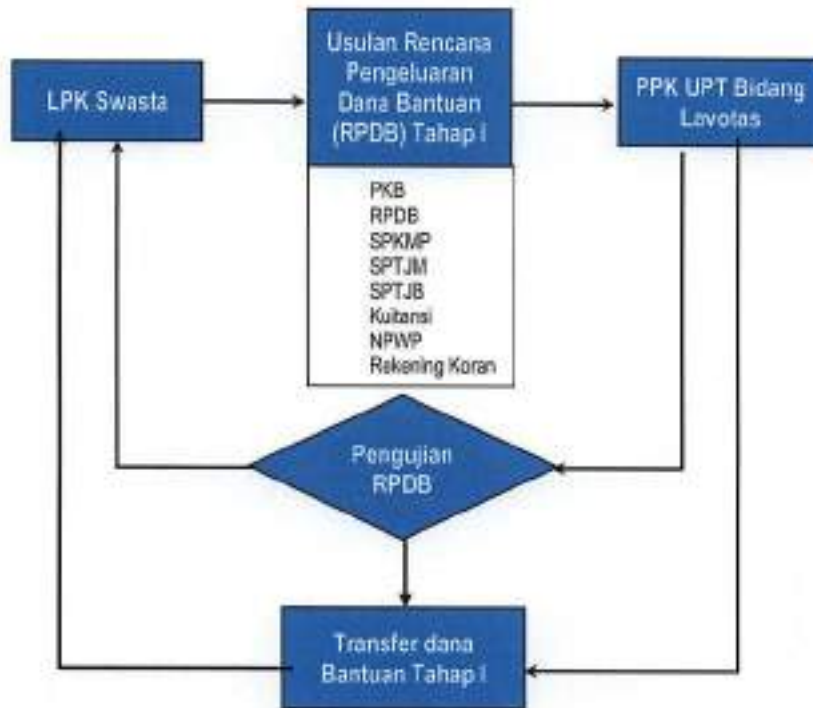 LPK Swasta
Usulan Rencana
Pengeluaran
Dana Bantuan
(RPDB) Tahap I
PPK UPT Bidang
Lavotas
PKB
RPDB
SPKMP
SPTJM
SPTJB
Kuitansi
NPWP
Rekening Koran
Pengujian
RPDB
Transfer dana
Bantuan Tahap I